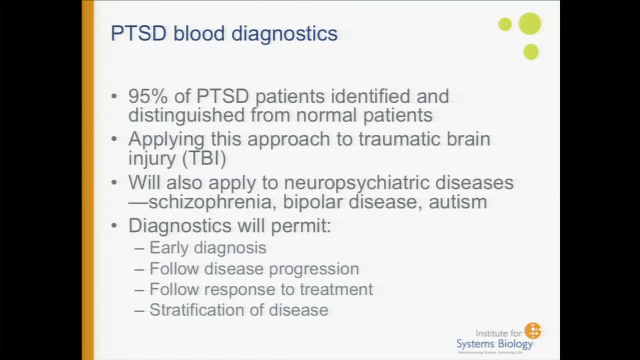 PTSD blood diagnostics
• 95% of PTSD patients identified and
distinguished from normal patients
• Applying this approach to traumatic brain
injury (TBI)
• Will also apply to neuropsychiatric diseases
—schizophrenia, bipolar disease, autism
• Diagnostics will permit:
– Early diagnosis
– Follow disease progression
– Follow response to treatment
– Stratification of disease
Institute for
Systems Biology